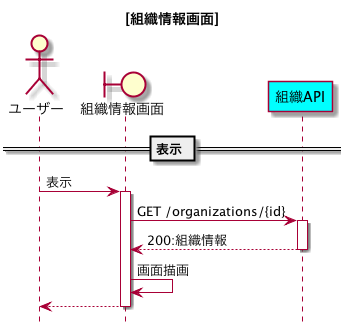 [組織情報画面]
ユーザー
組織情報画面
組織API
表示
表示
GET /organizations/{id}
200:組織情報
画面描画